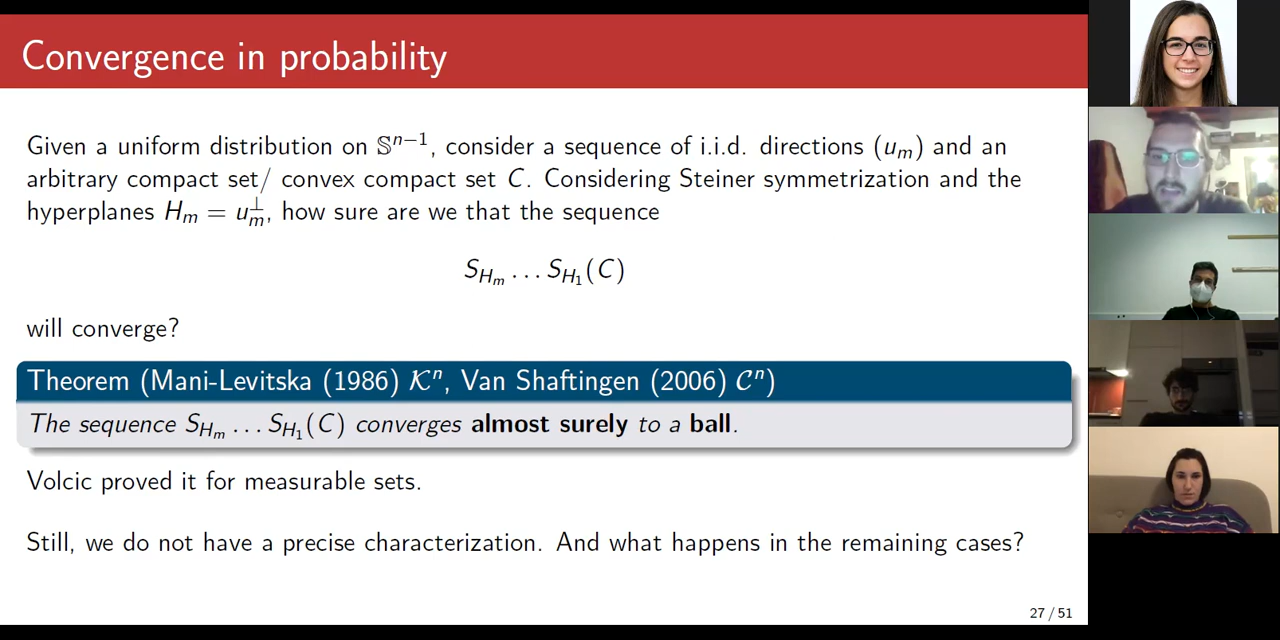 Convergence in probability
Given a uniform distribution on 𝕊ⁿ⁻¹, consider a sequence of i.i.d. directions (uₘ) and an
arbitrary compact set/ convex compact set C. Considering Steiner symmetrization and the
hyperplanes Hₘ = uₘ^⊥, how sure are we that the sequence
S_{Hₘ} . . . S_{H₁}(C)
will converge?
Theorem (Mani-Levitska (1986) 𝒦ⁿ, Van Shaftingen (2006) 𝒞ⁿ)
The sequence S_{Hₘ} . . . S_{H₁}(C) converges almost surely to a ball.
Volcic proved it for measurable sets.
Still, we do not have a precise characterization. And what happens in the remaining cases?
27 / 51